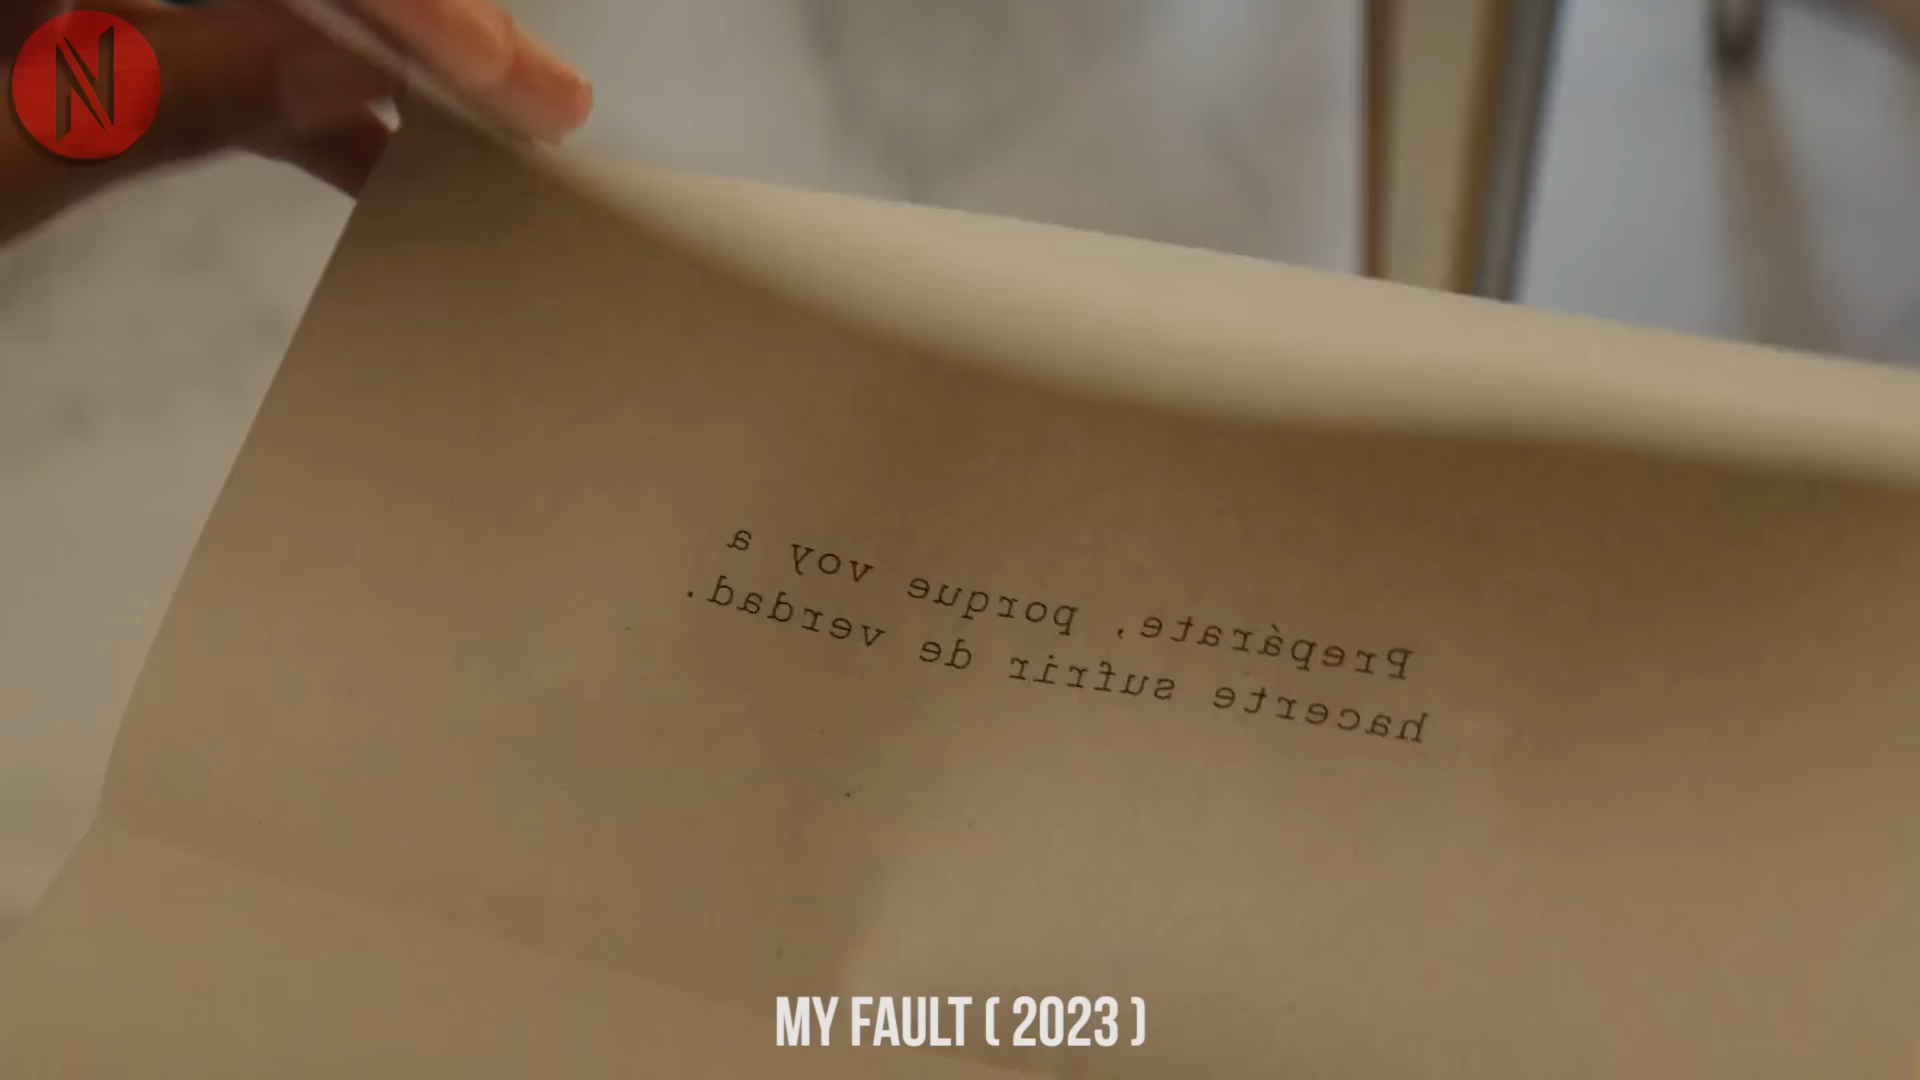 Prepárate, porque voy a
hacerte sufrir de verdad.
MY FAULT ( 2023 )